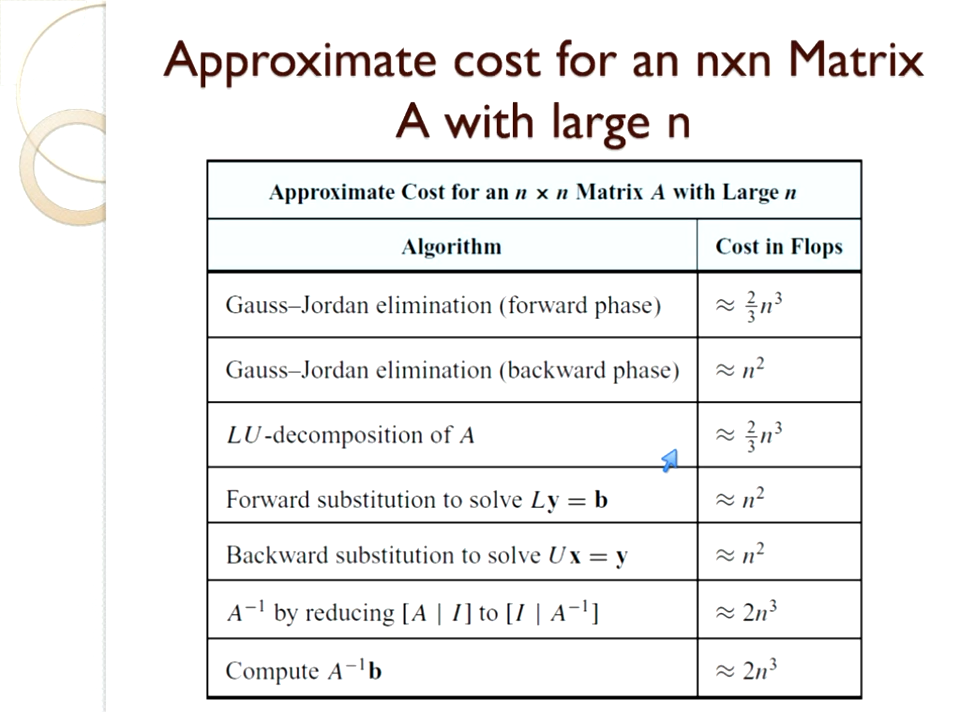 Approximate cost for an nxn Matrix
A with large n
Approximate Cost for an n × n Matrix A with Large n
Algorithm Cost in Flops
Gauss–Jordan elimination (forward phase) ≈ 2/3 n³
Gauss–Jordan elimination (backward phase) ≈ n²
LU-decomposition of A ≈ 2/3 n³
Forward substitution to solve Ly = b ≈ n²
Backward substitution to solve Ux = y ≈ n²
A⁻¹ by reducing [A | I] to [I | A⁻¹] ≈ 2n³
Compute A⁻¹b ≈ 2n³